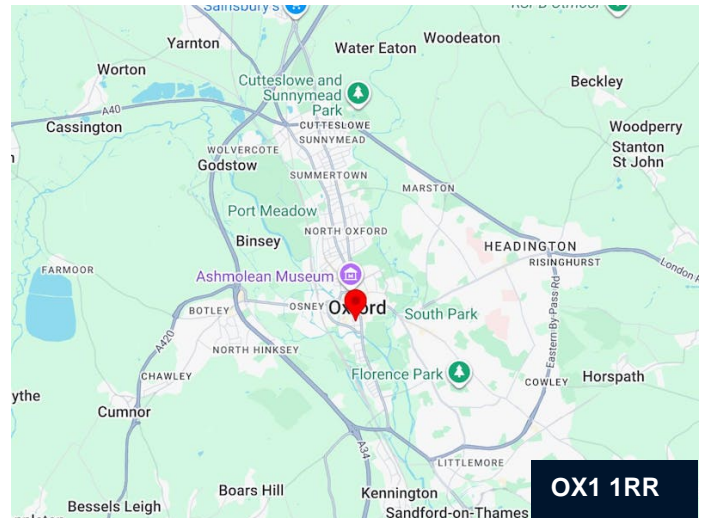 Sainsbury's
Yarnton
Water Eaton
Woodeaton
Worton
Cutteslowe and
Sunnymead
Park
Beckley
A40
Cassington
CUTTESLOWE
SUNNYMEAD
Woodperry
WOLVERCOTE
Godstow
Stanton
St John
SUMMERTOWN
MARSTON
Port Meadow
NORTH OXFORD
Binsey
HEADINGTON
RISINGHURST
FARMOOR
Ashmolean Museum
London
BOTLEY
OSNEY
Oxford
South Park
A420
NORTH HINKSEY
Eastern By-Pass Rd
CHAWLEY
Florence Park
COWLEY
Horspath
ythe
Cumnor
A34
LITTLEMORE
OX1 1RR
Boars Hill
Kennington
Bessels Leigh
Sandford-on-Thames